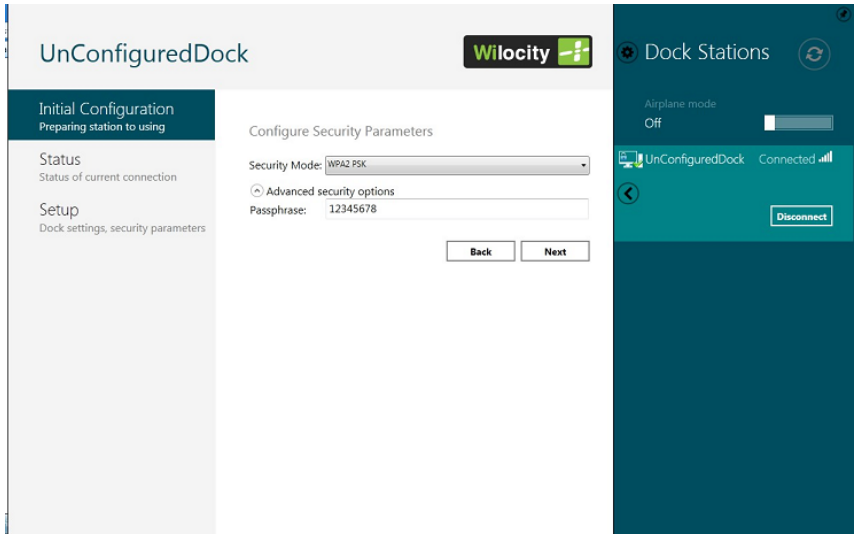 UnConfiguredDock
Wilocity
Initial Configuration
Preparing station to using
Status
Status of current connection
Setup
Dock settings, security parameters
Configure Security Parameters
Security Mode: WPA2 PSK
Advanced security options
Passphrase: 12345678
Back Next
Dock Stations
Airplane mode
Off
UnConfiguredDock Connected
Disconnect